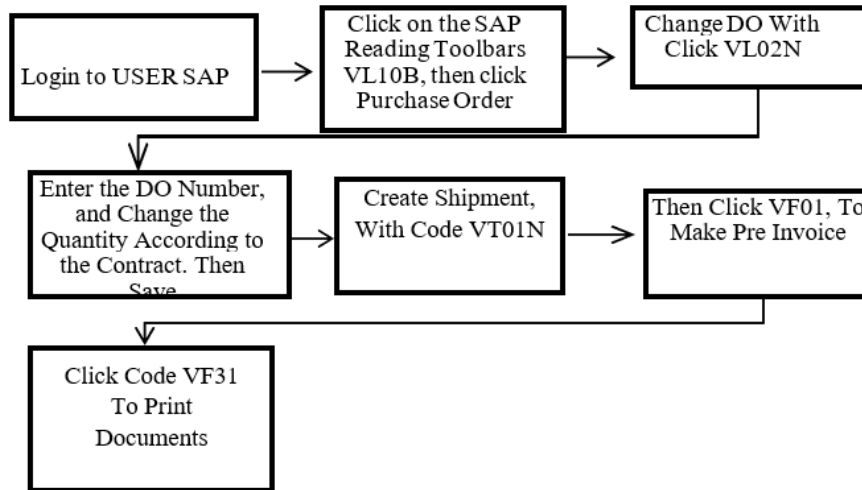 Login to USER SAP
Click on the SAP
Reading Toolbars
VL10B, then click
Purchase Order
Change DO With
Click VL02N
Enter the DO Number,
and Change the
Quantity According to
the Contract. Then
Save
Create Shipment,
With Code VT01N
Then Click VF01, To
Make Pre Invoice
Click Code VF31
To Print
Documents